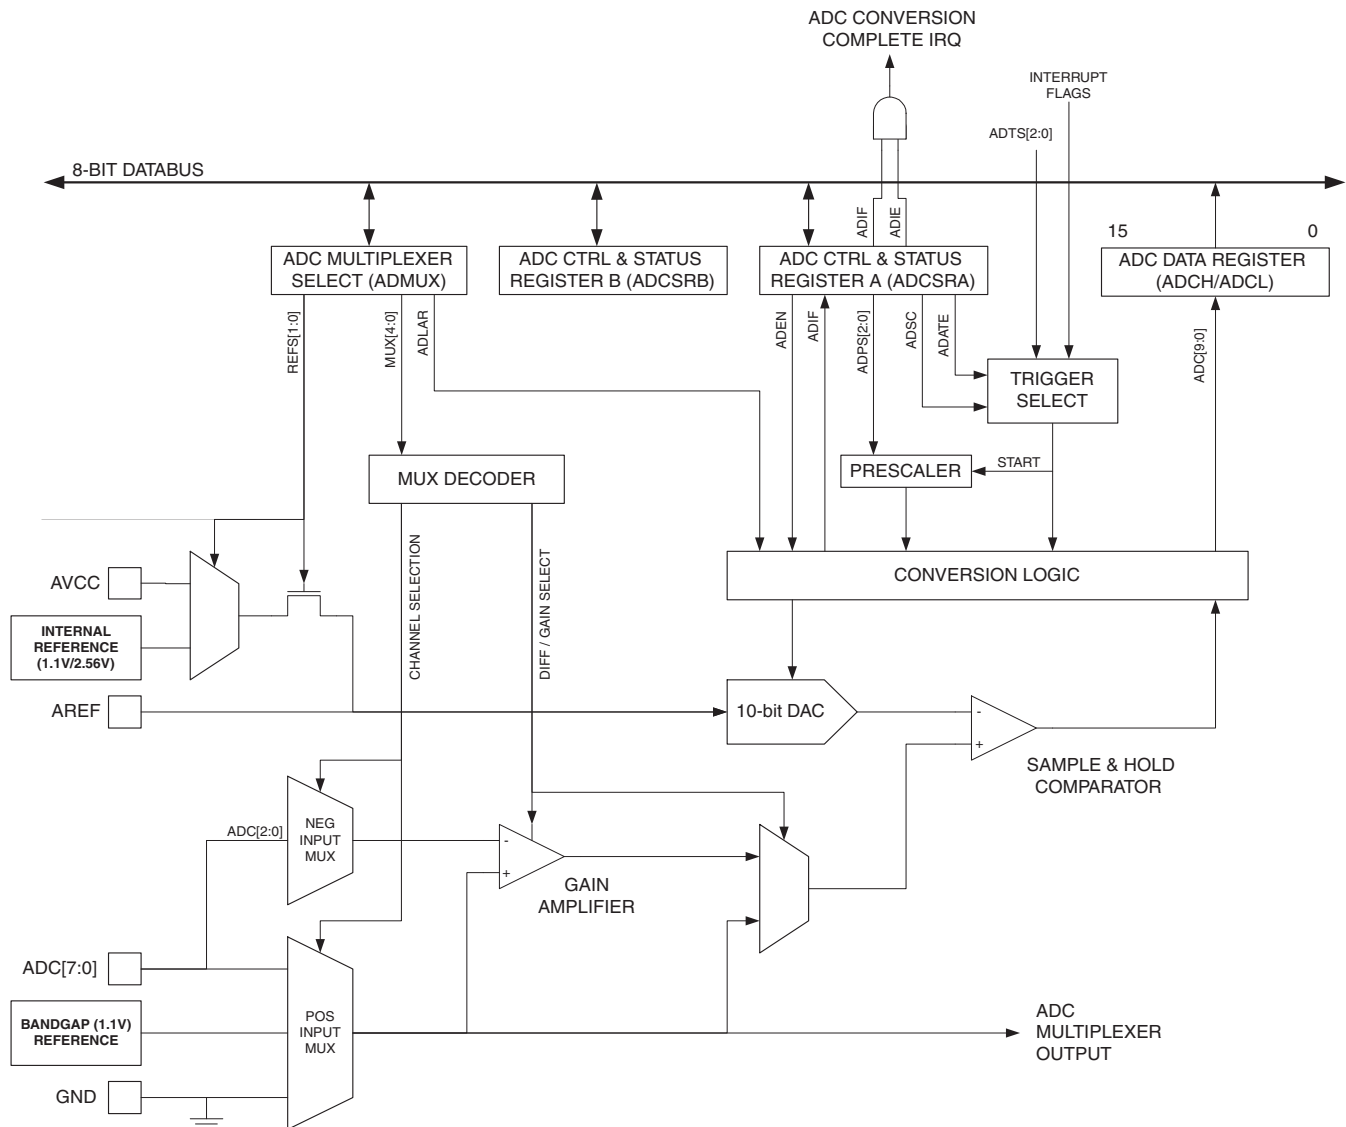 ADC CONVERSION
COMPLETE IRQ
INTERRUPT
FLAGS
ADTS[2:0]
8-BIT DATABUS
ADIF
ADIE
15
0
ADC MULTIPLEXER
SELECT (ADMUX)
ADC CTRL & STATUS
REGISTER B (ADCSRB)
ADC CTRL & STATUS
REGISTER A (ADCSRA)
ADC DATA REGISTER
(ADCH/ADCL)
REFS[1:0]
MUX[4:0]
ADLAR
ADEN
ADIF
ADPS[2:0]
ADSC
ADATE
ADC[9:0]
TRIGGER
SELECT
MUX DECODER
PRESCALER
START
CHANNEL SELECTION
DIFF / GAIN SELECT
CONVERSION LOGIC
AVCC
INTERNAL
REFERENCE
(1.1V/2.56V)
AREF
10-bit DAC
-
+
SAMPLE & HOLD
COMPARATOR
ADC[2:0]
NEG
INPUT
MUX
-
+
GAIN
AMPLIFIER
ADC[7:0]
BANDGAP (1.1V)
REFERENCE
POS
INPUT
MUX
ADC
MULTIPLEXER
OUTPUT
GND